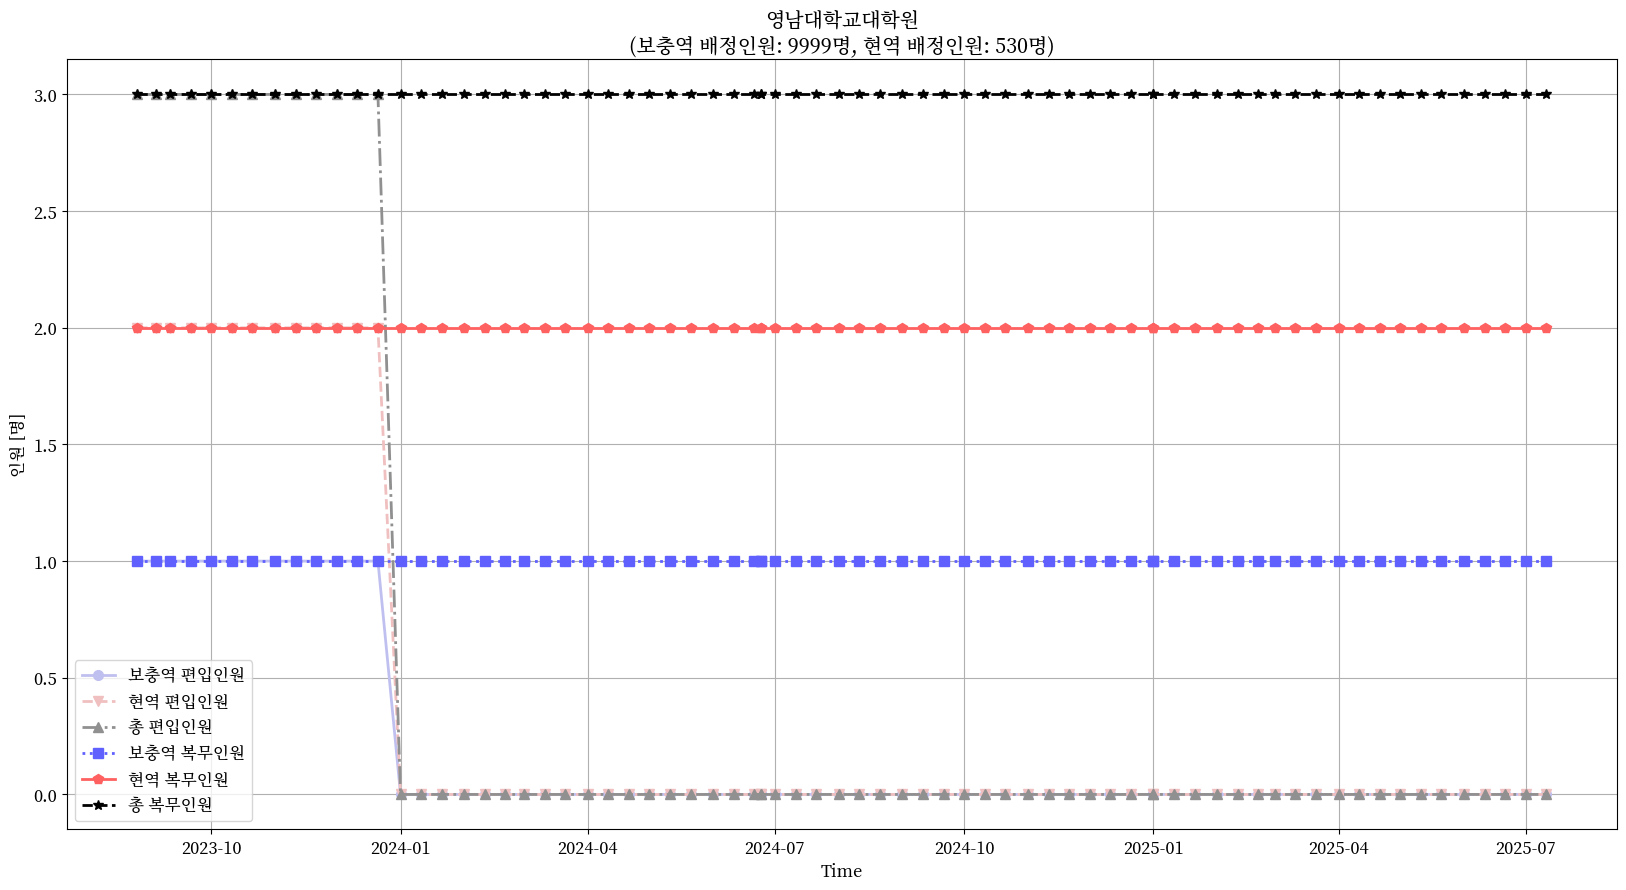 영남대학교대학원
(보충역 배정인원: 9999명, 현역 배정인원: 530명)
3.0
2.5
2.0
1.5
1.0
0.5
0.0
인원 [명]
보충역 편입인원
현역 편입인원
총 편입인원
보충역 복무인원
현역 복무인원
총 복무인원
2023-10
2024-01
2024-04
2024-07
2024-10
2025-01
2025-04
2025-07
Time